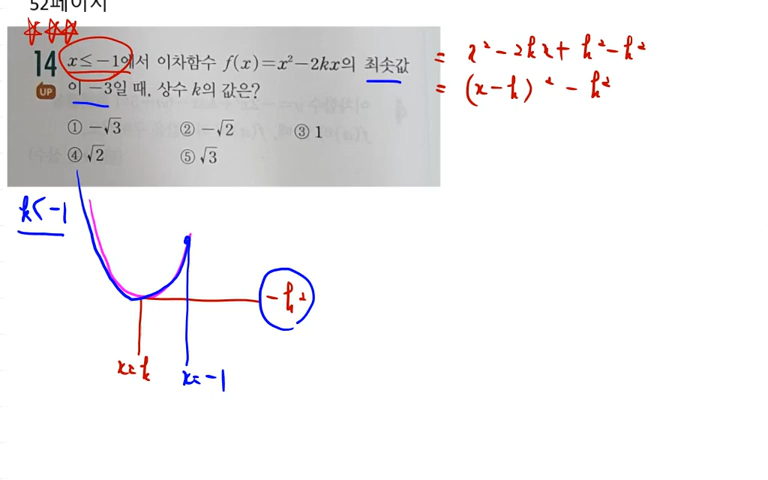 52페이지
14 x≤-1에서 이차함수 f(x)=x²-2kx의 최솟값
UP 이 -3일 때, 상수 k의 값은?
① -√3 ② -√2 ③ 1
④ √2 ⑤ √3
= x²-2kx+k²-k²
= (x-k)²-k²
k<-1
-k²
x=k
x=-1